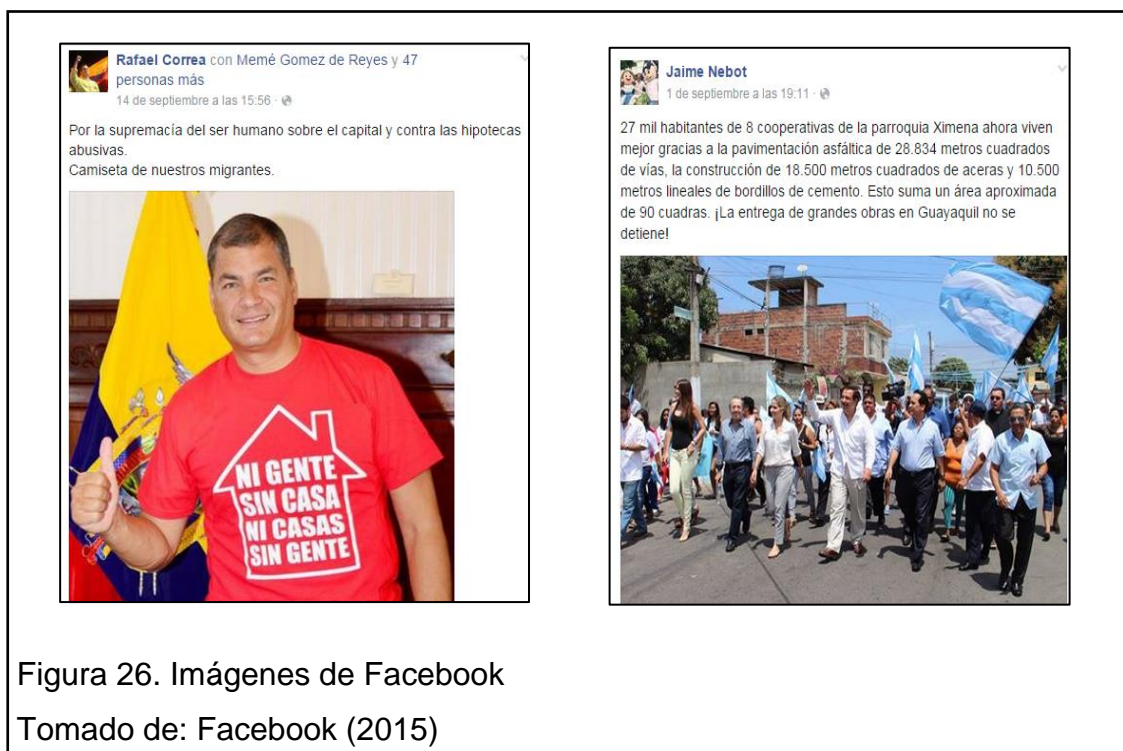 Rafael Correa con Memé Gomez de Reyes y 47
personas más
14 de septiembre a las 15:56 ·
Por la supremacía del ser humano sobre el capital y contra las hipotecas
abusivas.
Camiseta de nuestros migrantes.
NI GENTE
SIN CASA
NI CASAS
SIN GENTE
Jaime Nebot
1 de septiembre a las 19:11 ·
27 mil habitantes de 8 cooperativas de la parroquia Ximena ahora viven
mejor gracias a la pavimentación asfáltica de 28.834 metros cuadrados
de vías, la construcción de 18.500 metros cuadrados de aceras y 10.500
metros lineales de bordillos de cemento. Esto suma un área aproximada
de 90 cuadras. ¡La entrega de grandes obras en Guayaquil no se
detiene!
Figura 26. Imágenes de Facebook
Tomado de: Facebook (2015)